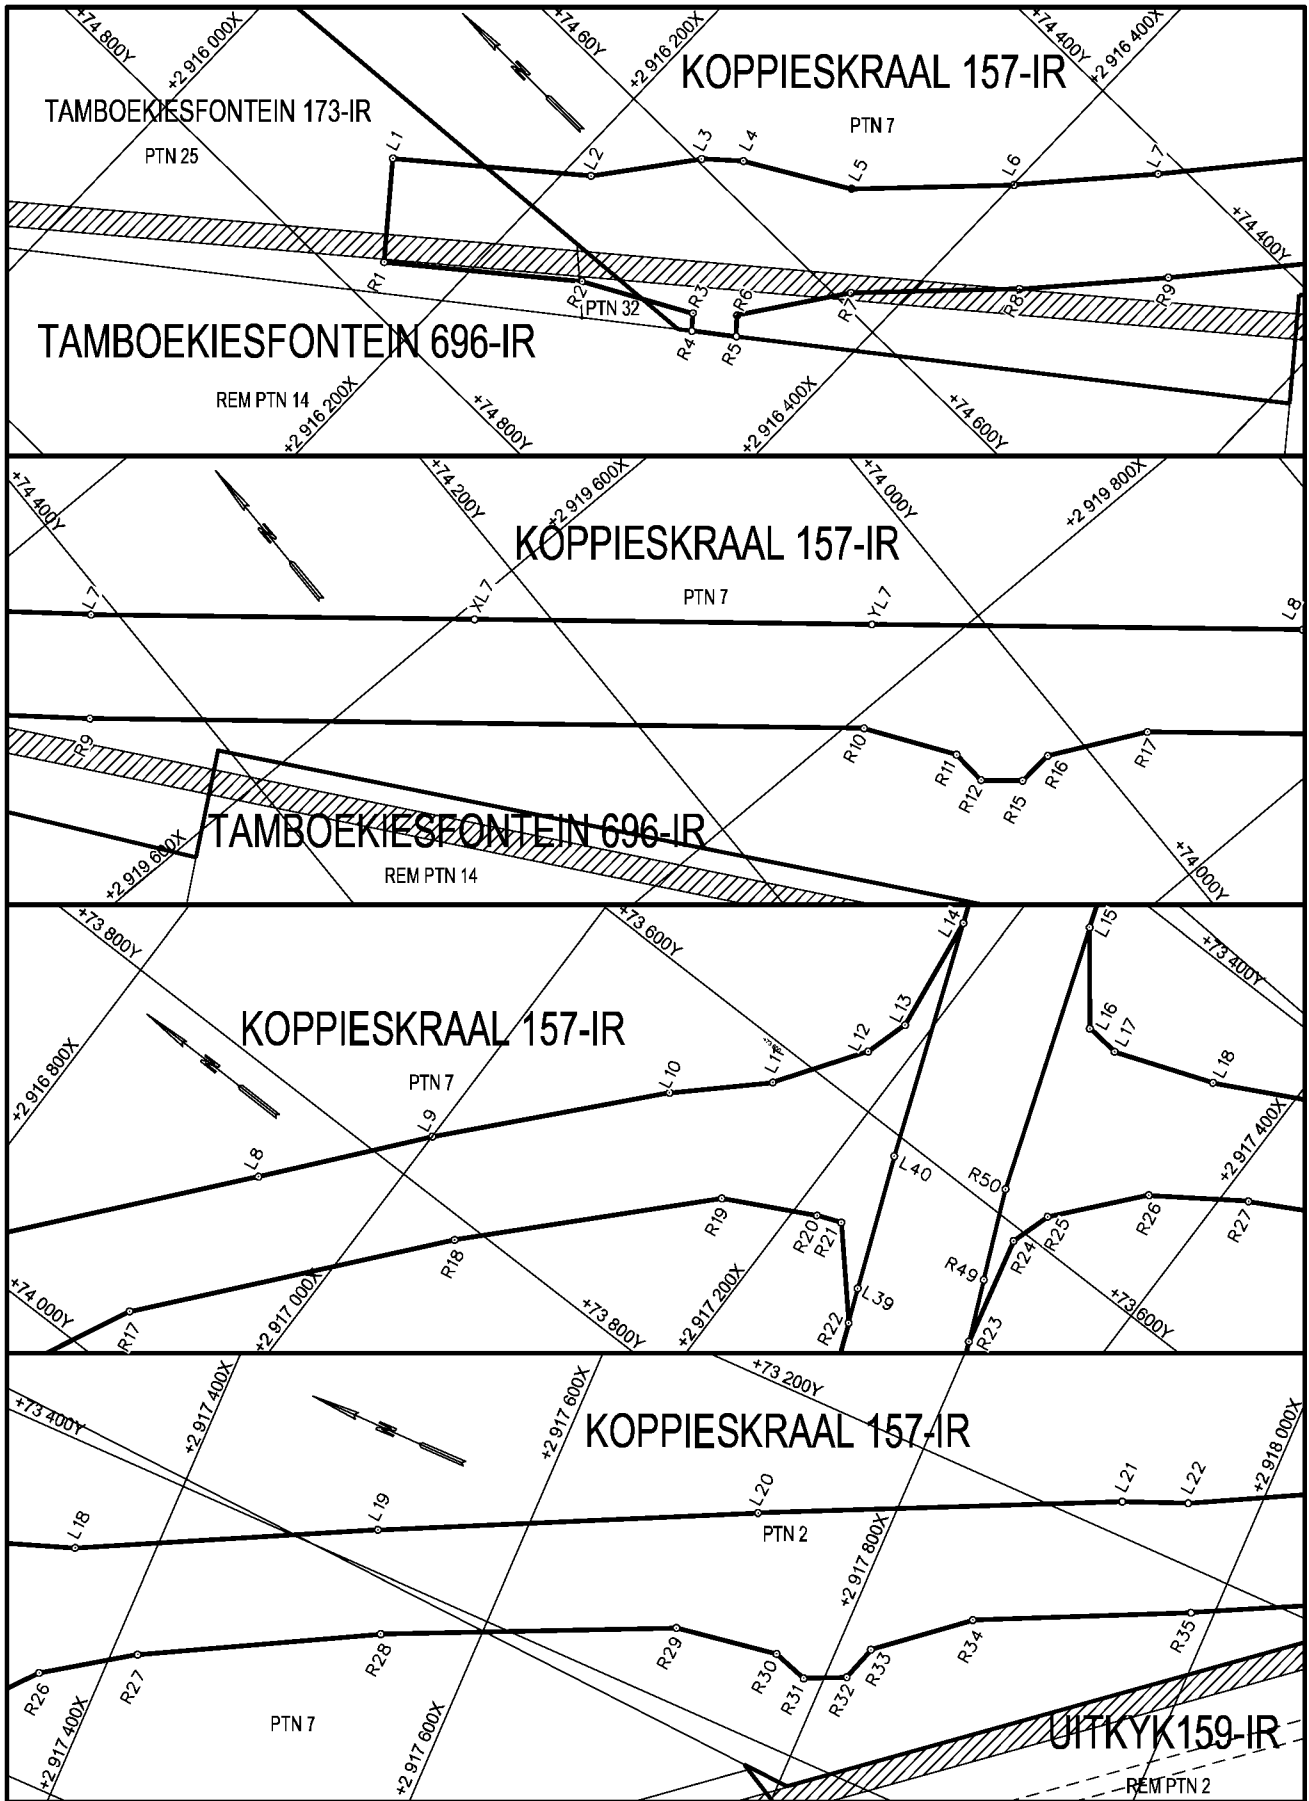 +74 800Y
+2 916 000X
+74 60Y
+2 916 200X
+74 400Y
+2 916 400X
N
KOPPIESKRAAL 157-IR
PTN 7
TAMBOEKIESFONTEIN 173-IR
PTN 25
L1
L2
L3
L4
L5
L6
L7
+74 400Y
R1
R2
PTN 32
R3
R4
R6
R5
R7
R8
R9
TAMBOEKIESFONTEIN 696-IR
REM PTN 14
+2 916 200X
+74 800Y
+2 916 400X
+74 600Y
+74 400Y
+74 200Y
+2 919 600X
+74 000Y
+2 919 800X
N
KOPPIESKRAAL 157-IR
PTN 7
L7
XL7
YL7
L8
R9
R10
R11
R12
R15
R16
R17
+2 919 600X
TAMBOEKIESFONTEIN 696-IR
REM PTN 14
+74 000Y
+73 800Y
+73 600Y
L14
L15
+73 400Y
+2 916 800X
N
KOPPIESKRAAL 157-IR
PTN 7
L8
L9
L10
L11
L12
L13
L16
L17
L18
+2 917 400X
L40
R50
R17
R18
R19
R20
R21
R22
L39
R49
R23
R24
R25
R26
R27
+74 000Y
+2 917 000X
+73 800Y
+2 917 200X
+73 600Y
+73 400Y
+2 917 400X
N
+2 917 600X
+73 200Y
KOPPIESKRAAL 157-IR
PTN 2
+2 918 000X
L18
L19
L20
L21
L22
+2 917 800X
R26
R27
R28
R29
R30
R31
R32
R33
R34
R35
+2 917 400X
PTN 7
+2 917 600X
UITKYK159-IR
REM PTN 2